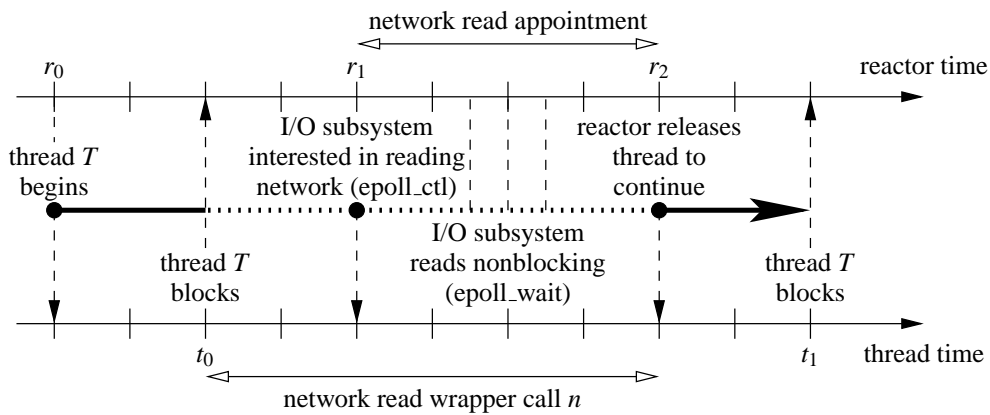 network read appointment
r0 r1 r2 reactor time
thread T
begins
I/O subsystem
interested in reading
network (epoll_ctl)
reactor releases
thread to
continue
thread T
blocks
I/O subsystem
reads nonblocking
(epoll_wait)
thread T
blocks
t0 t1 thread time
network read wrapper call n